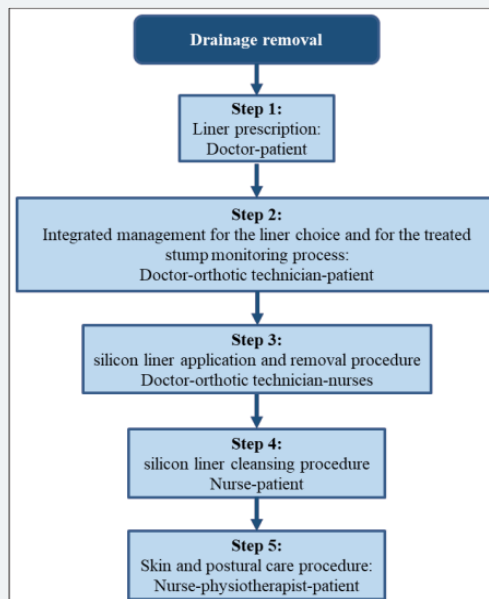 Drainage removal
Step 1:
Liner prescription:
Doctor-patient
Step 2:
Integrated management for the liner choice and for the treated
stump monitoring process:
Doctor-orthotic technician-patient
Step 3:
silicon liner application and removal procedure
Doctor-orthotic technician-nurses
Step 4:
silicon liner cleansing procedure
Nurse-patient
Step 5:
Skin and postural care procedure:
Nurse-physiotherapist-patient